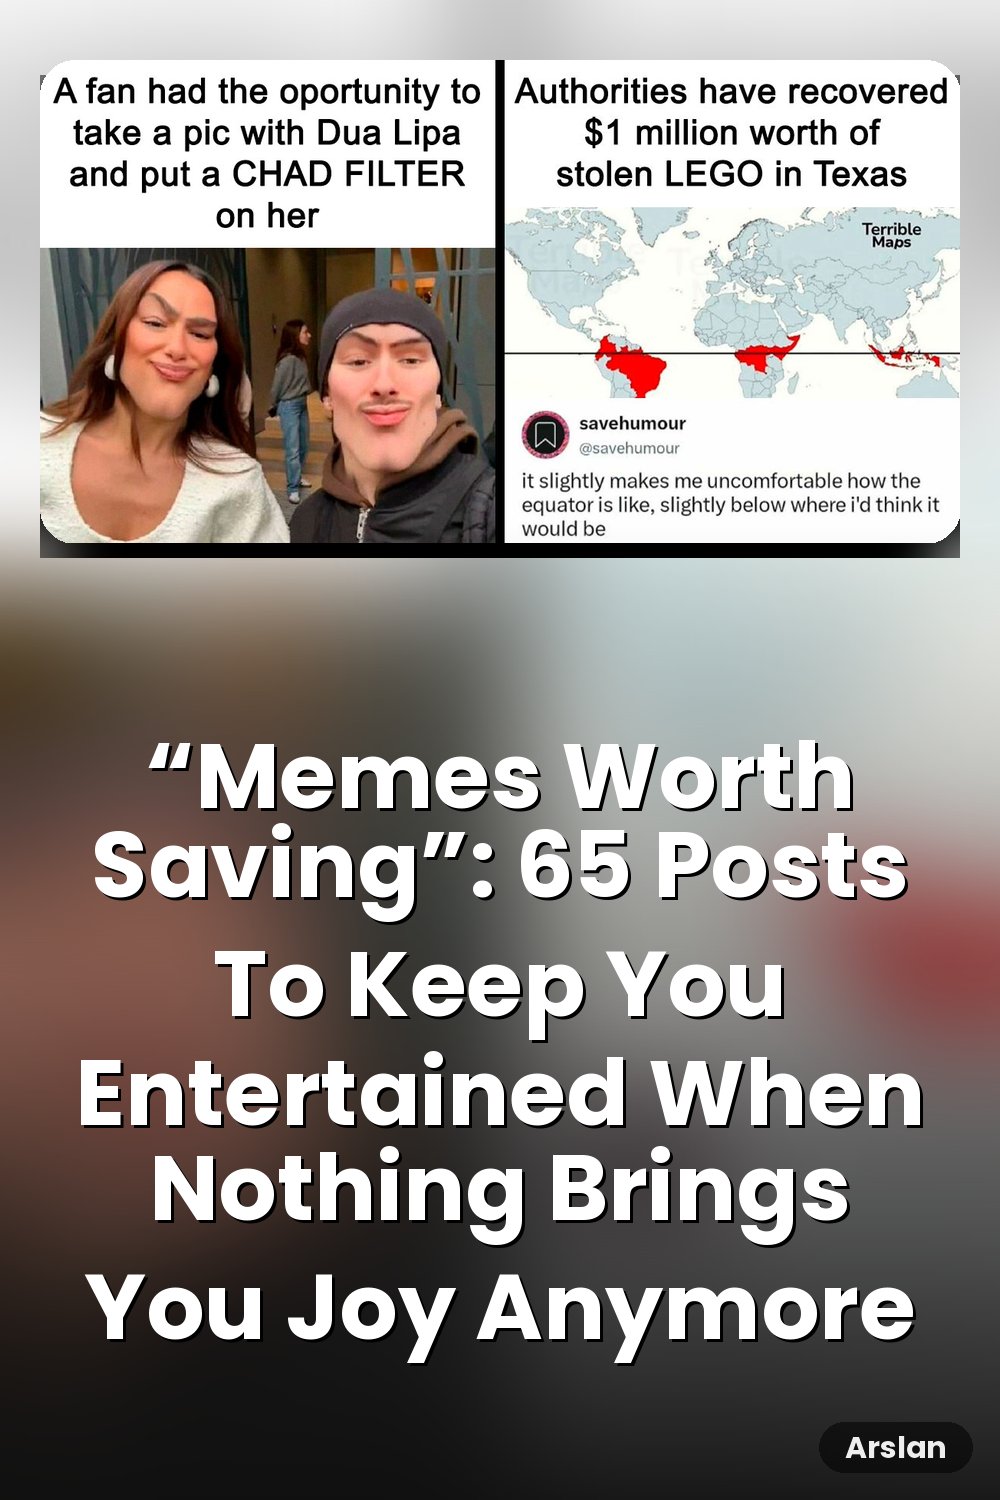 A fan had the oportunity to
take a pic with Dua Lipa
and put a CHAD FILTER
on her
Authorities have recovered
$1 million worth of
stolen LEGO in Texas
Terrible
Maps
savehumour
@savehumour
it slightly makes me uncomfortable how the
equator is like, slightly below where i'd think it
would be
“Memes Worth
Saving”: 65 Posts
To Keep You
Entertained When
Nothing Brings
You Joy Anymore
Arslan